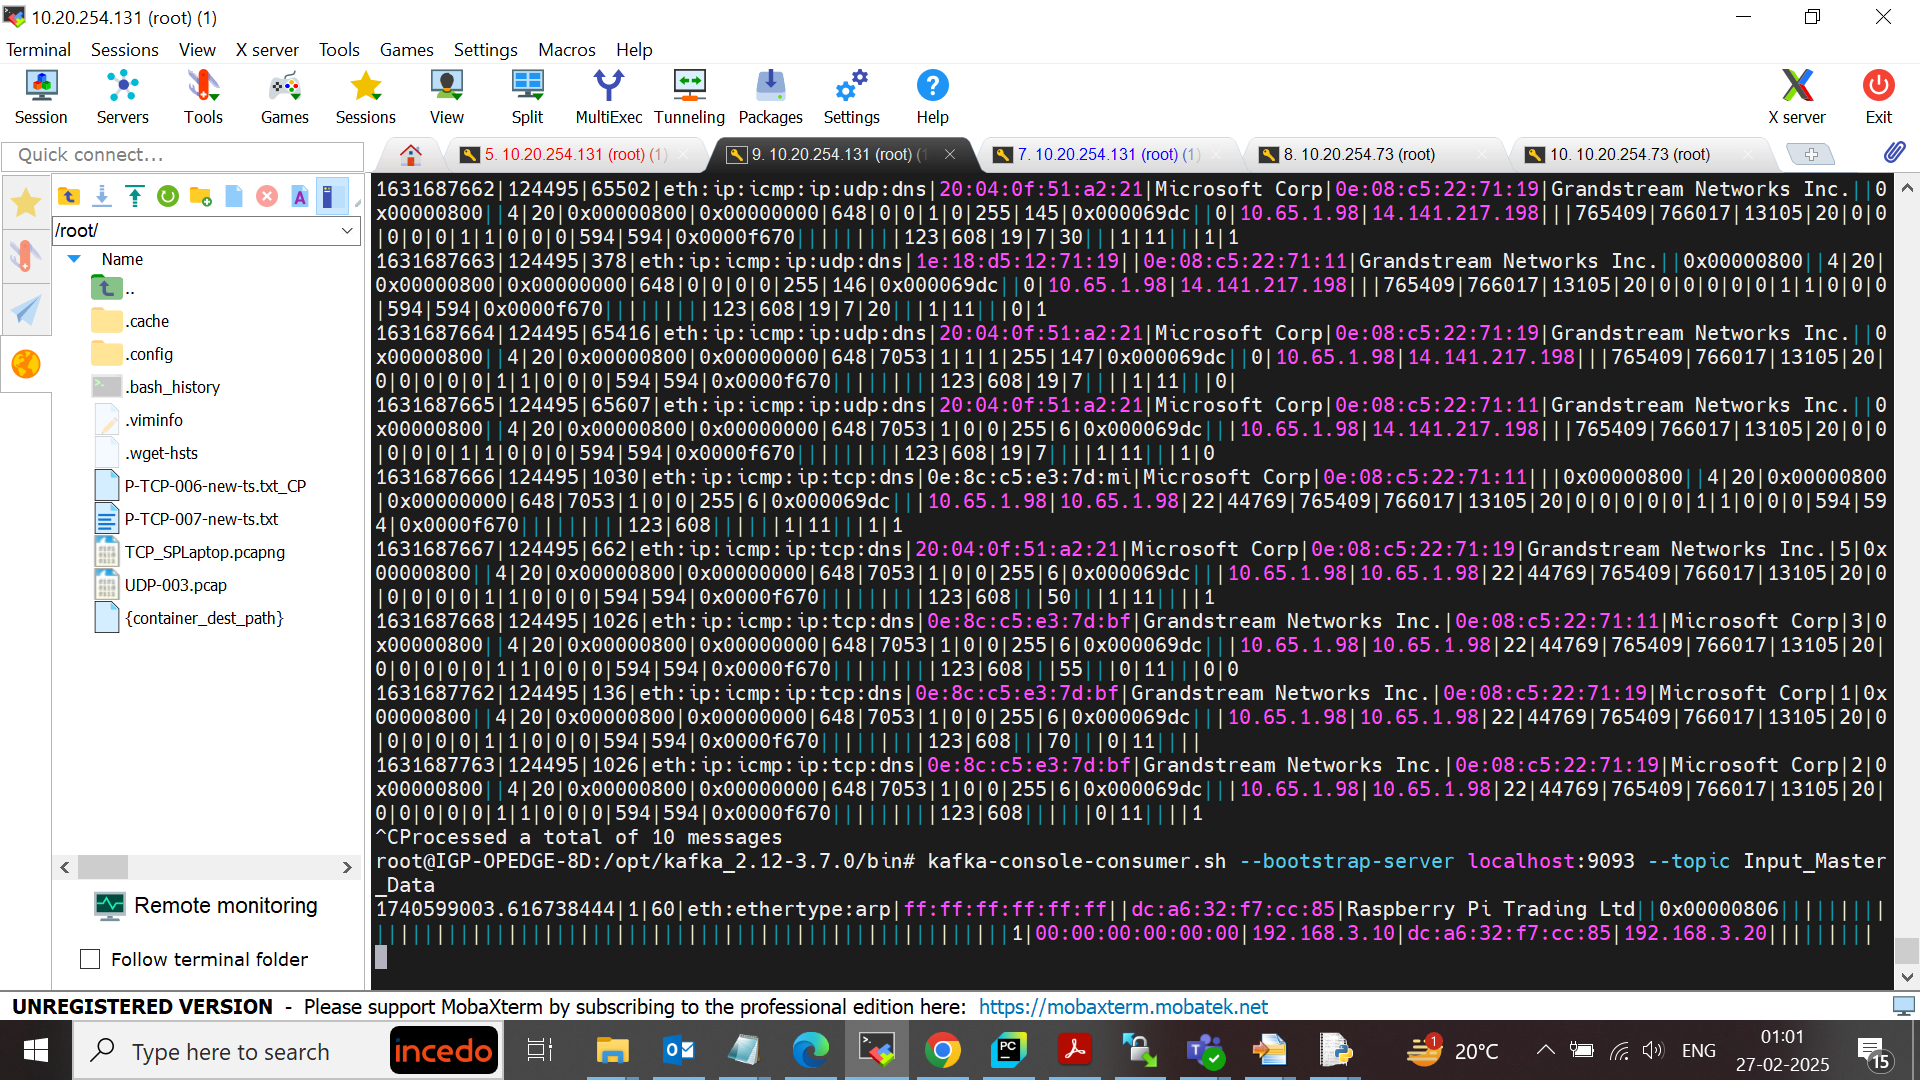 10.20.254.131 (root) (1)
Terminal Sessions View X server Tools Games Settings Macros Help
Session Servers Tools Games Sessions View Split MultiExec Tunneling Packages Settings Help X server Exit
Quick connect...
5. 10.20.254.131 (root) (1) 9. 10.20.254.131 (root) (1 7. 10.20.254.131 (root) (1) 8. 10.20.254.73 (root) 10. 10.20.254.73 (root)
/root/
Name
..
.cache
.config
.bash_history
.viminfo
.wget-hsts
P-TCP-006-new-ts.txt_CP
P-TCP-007-new-ts.txt
TCP_SPLaptop.pcapng
UDP-003.pcap
{container_dest_path}
Remote monitoring
Follow terminal folder
1631687662|124495|65502|eth:ip:icmp:ip:udp:dns|20:04:0f:51:a2:21|Microsoft Corp|0e:08:c5:22:71:19|Grandstream Networks Inc.||0
x00000800||4|20|0x00000800|0x00000000|648|0|0|1|0|255|145|0x000069dc||0|10.65.1.98|14.141.217.198|||765409|766017|13105|20|0|0
|0|0|0|1|1|0|0|0|594|594|0x0000f670|||||||||123|608|19|7|30|||1|11|||1|1
1631687663|124495|378|eth:ip:icmp:ip:udp:dns|1e:18:d5:12:71:19||0e:08:c5:22:71:11|Grandstream Networks Inc.||0x00000800||4|20|
0x00000800|0x00000000|648|0|0|0|0|255|146|0x000069dc||0|10.65.1.98|14.141.217.198|||765409|766017|13105|20|0|0|0|0|0|1|1|0|0|0
|594|594|0x0000f670|||||||||123|608|19|7|20|||1|11|||0|1
1631687664|124495|65416|eth:ip:icmp:ip:udp:dns|20:04:0f:51:a2:21|Microsoft Corp|0e:08:c5:22:71:19|Grandstream Networks Inc.||0
x00000800||4|20|0x00000800|0x00000000|648|7053|1|1|1|255|147|0x000069dc||0|10.65.1.98|14.141.217.198|||765409|766017|13105|20|
0|0|0|0|0|1|1|0|0|0|594|594|0x0000f670|||||||||123|608|19|7||||1|11|||0|
1631687665|124495|65607|eth:ip:icmp:ip:udp:dns|20:04:0f:51:a2:21|Microsoft Corp|0e:08:c5:22:71:11|Grandstream Networks Inc.||0
x00000800||4|20|0x00000800|0x00000000|648|7053|1|0|0|255|6|0x000069dc|||10.65.1.98|14.141.217.198|||765409|766017|13105|20|0|0
|0|0|0|1|1|0|0|0|594|594|0x0000f670|||||||||123|608|19|7||||1|11|||1|0
1631687666|124495|1030|eth:ip:icmp:ip:tcp:dns|0e:8c:c5:e3:7d:mi|Microsoft Corp|0e:08:c5:22:71:11|||0x00000800||4|20|0x00000800
|0x00000000|648|7053|1|0|0|255|6|0x000069dc|||10.65.1.98|10.65.1.98|22|44769|765409|766017|13105|20|0|0|0|0|0|1|1|0|0|0|594|59
4|0x0000f670|||||||||123|608||||||1|11|||1|1
1631687667|124495|662|eth:ip:icmp:ip:tcp:dns|20:04:0f:51:a2:21|Microsoft Corp|0e:08:c5:22:71:19|Grandstream Networks Inc.|5|0x
00000800||4|20|0x00000800|0x00000000|648|7053|1|0|0|255|6|0x000069dc|||10.65.1.98|10.65.1.98|22|44769|765409|766017|13105|20|0
|0|0|0|0|1|1|0|0|0|594|594|0x0000f670|||||||||123|608|||50|||1|11||||1
1631687668|124495|1026|eth:ip:icmp:ip:tcp:dns|0e:8c:c5:e3:7d:bf|Grandstream Networks Inc.|0e:08:c5:22:71:11|Microsoft Corp|3|0
x00000800||4|20|0x00000800|0x00000000|648|7053|1|0|0|255|6|0x000069dc|||10.65.1.98|10.65.1.98|22|44769|765409|766017|13105|20|
0|0|0|0|0|1|1|0|0|0|594|594|0x0000f670|||||||||123|608|||55|||0|11|||0|0
1631687762|124495|136|eth:ip:icmp:ip:tcp:dns|0e:8c:c5:e3:7d:bf|Grandstream Networks Inc.|0e:08:c5:22:71:19|Microsoft Corp|1|0x
00000800||4|20|0x00000800|0x00000000|648|7053|1|0|0|255|6|0x000069dc|||10.65.1.98|10.65.1.98|22|44769|765409|766017|13105|20|0
|0|0|0|0|1|1|0|0|0|594|594|0x0000f670|||||||||123|608|||70|||0|11||||
1631687763|124495|1026|eth:ip:icmp:ip:tcp:dns|0e:8c:c5:e3:7d:bf|Grandstream Networks Inc.|0e:08:c5:22:71:19|Microsoft Corp|2|0
x00000800||4|20|0x00000800|0x00000000|648|7053|1|0|0|255|6|0x000069dc|||10.65.1.98|10.65.1.98|22|44769|765409|766017|13105|20|
0|0|0|0|0|1|1|0|0|0|594|594|0x0000f670|||||||||123|608||||||0|11||||1
^CProcessed a total of 10 messages
root@IGP-OPEDGE-8D:/opt/kafka_2.12-3.7.0/bin# kafka-console-consumer.sh --bootstrap-server localhost:9093 --topic Input_Master
_Data
1740599003.616738444|1|60|eth:ethertype:arp|ff:ff:ff:ff:ff:ff||dc:a6:32:f7:cc:85|Raspberry Pi Trading Ltd||0x00000806|||||||||
||||||||||||||||||||||||||||||||||||1|00:00:00:00:00:00|192.168.3.10|dc:a6:32:f7:cc:85|192.168.3.20|||||||||
UNREGISTERED VERSION - Please support MobaXterm by subscribing to the professional edition here: https://mobaxterm.mobatek.net
Type here to search incedo 1 20°C ENG 01:01 27-02-2025 15